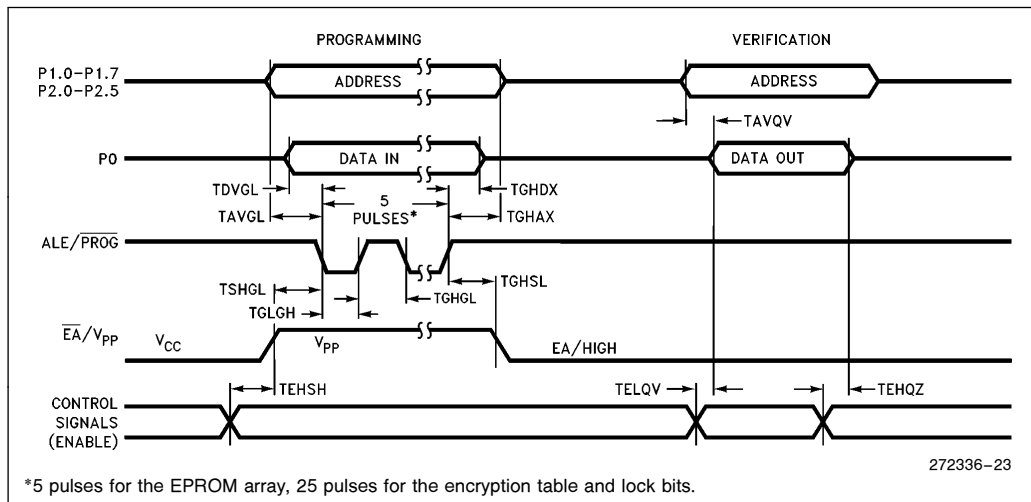 PROGRAMMING
VERIFICATION
P1.0–P1.7
P2.0–P2.5
ADDRESS
ADDRESS
TAVQV
P0
DATA IN
DATA OUT
TDVGL
TGHDX
5
PULSES*
TAVGL
TGHAX
ALE/PROG
TSHGL
TGHGL
TGHSL
TGLGH
EA/VPP
VCC
VPP
EA/HIGH
TEHSH
TELQV
TEHQZ
CONTROL
SIGNALS
(ENABLE)
272336–23
*5 pulses for the EPROM array, 25 pulses for the encryption table and lock bits.